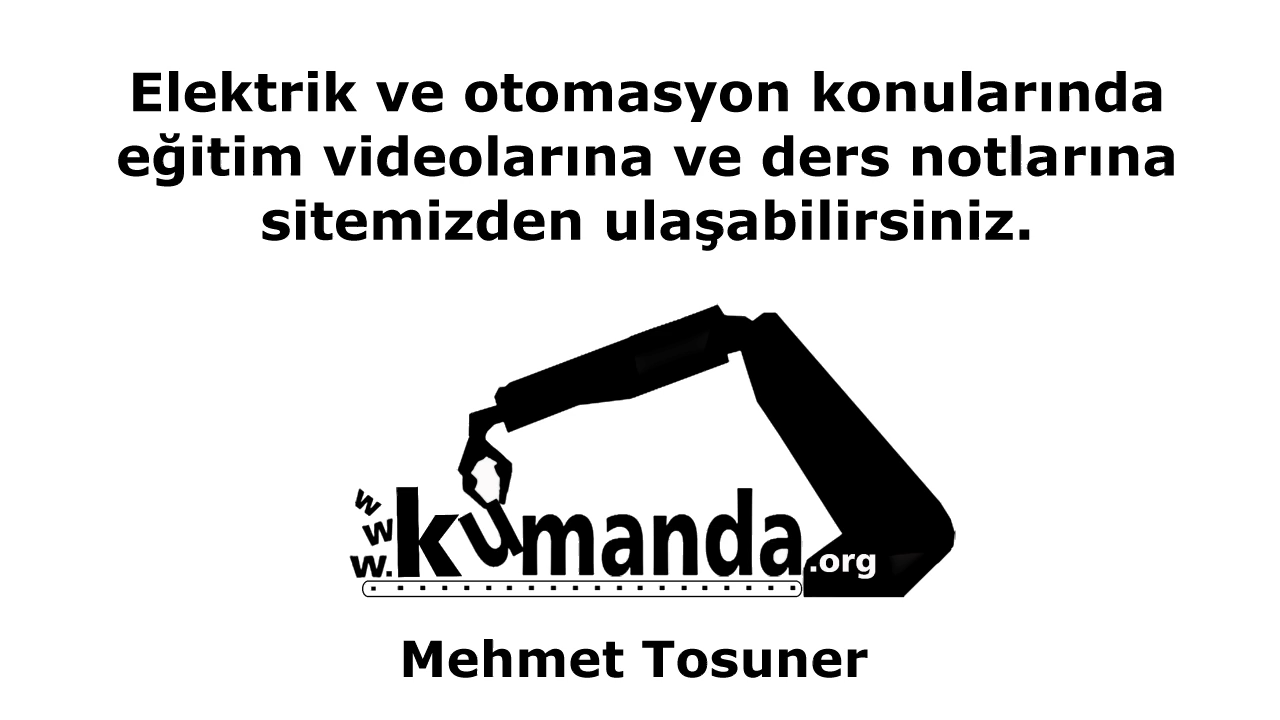 Elektrik ve otomasyon konularında
eğitim videolarına ve ders notlarına
sitemizden ulaşabilirsiniz.
www.kumanda.org
Mehmet Tosuner